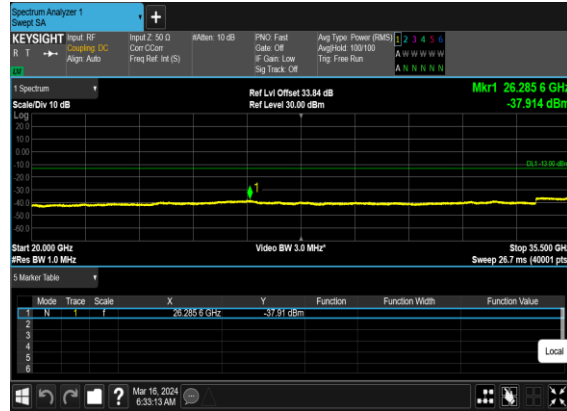 Spectrum Analyzer 1
Swept SA
+
KEYSIGHT Input: RF Input Z: 50 Ω #Atten: 10 dB PNO: Fast Avg Type: Power (RMS) 1 2 3 4 5 6
R T Coupling: DC Corr CCorr Gate: Off Avg|Hold: 100/100 A W W W W W
Align: Auto Freq Ref: Int (S) IF Gain: Low Trig: Free Run
Sig Track: Off A N N N N N
1 Spectrum Ref Lvl Offset 33.84 dB Mkr1 26.285 6 GHz
Scale/Div 10 dB Ref Level 30.00 dBm -37.914 dBm
Log
20.0
10.0
0.00
-10.0 DL1 -13.00 dBm
-20.0
-30.0 1
-40.0
-50.0
-60.0
Start 20.000 GHz Video BW 3.0 MHz* Stop 35.500 GHz
#Res BW 1.0 MHz Sweep 26.7 ms (40001 pts)
5 Marker Table
Mode Trace Scale X Y Function Function Width Function Value
1 N 1 f 26.285 6 GHz -37.91 dBm
2
3
4
5
6
Local
? Mar 16, 2024
6:33:13 AM